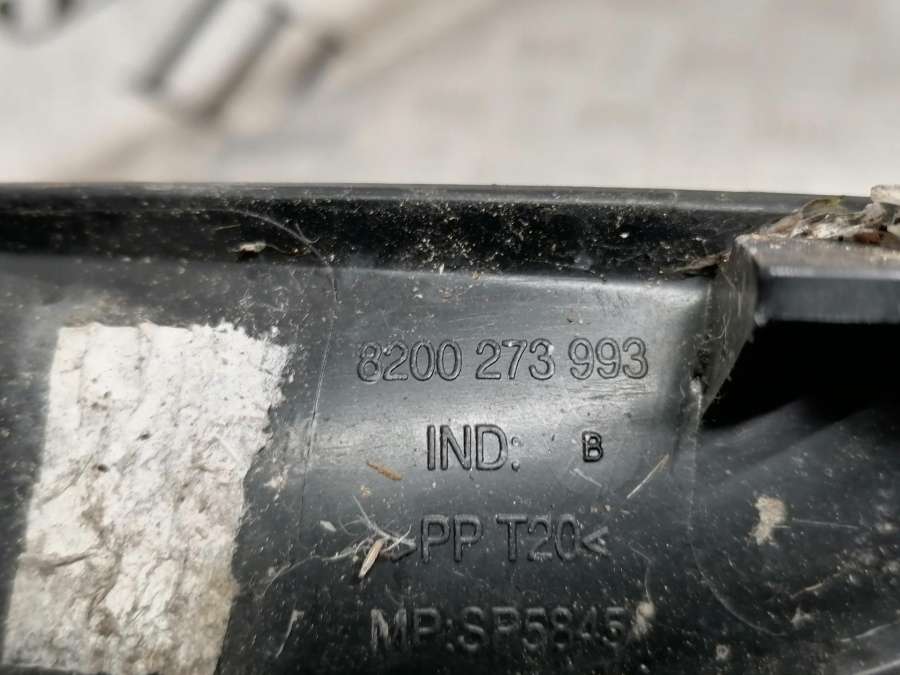 8200 273 993
IND: B
>PP T20<
MP:SP5845